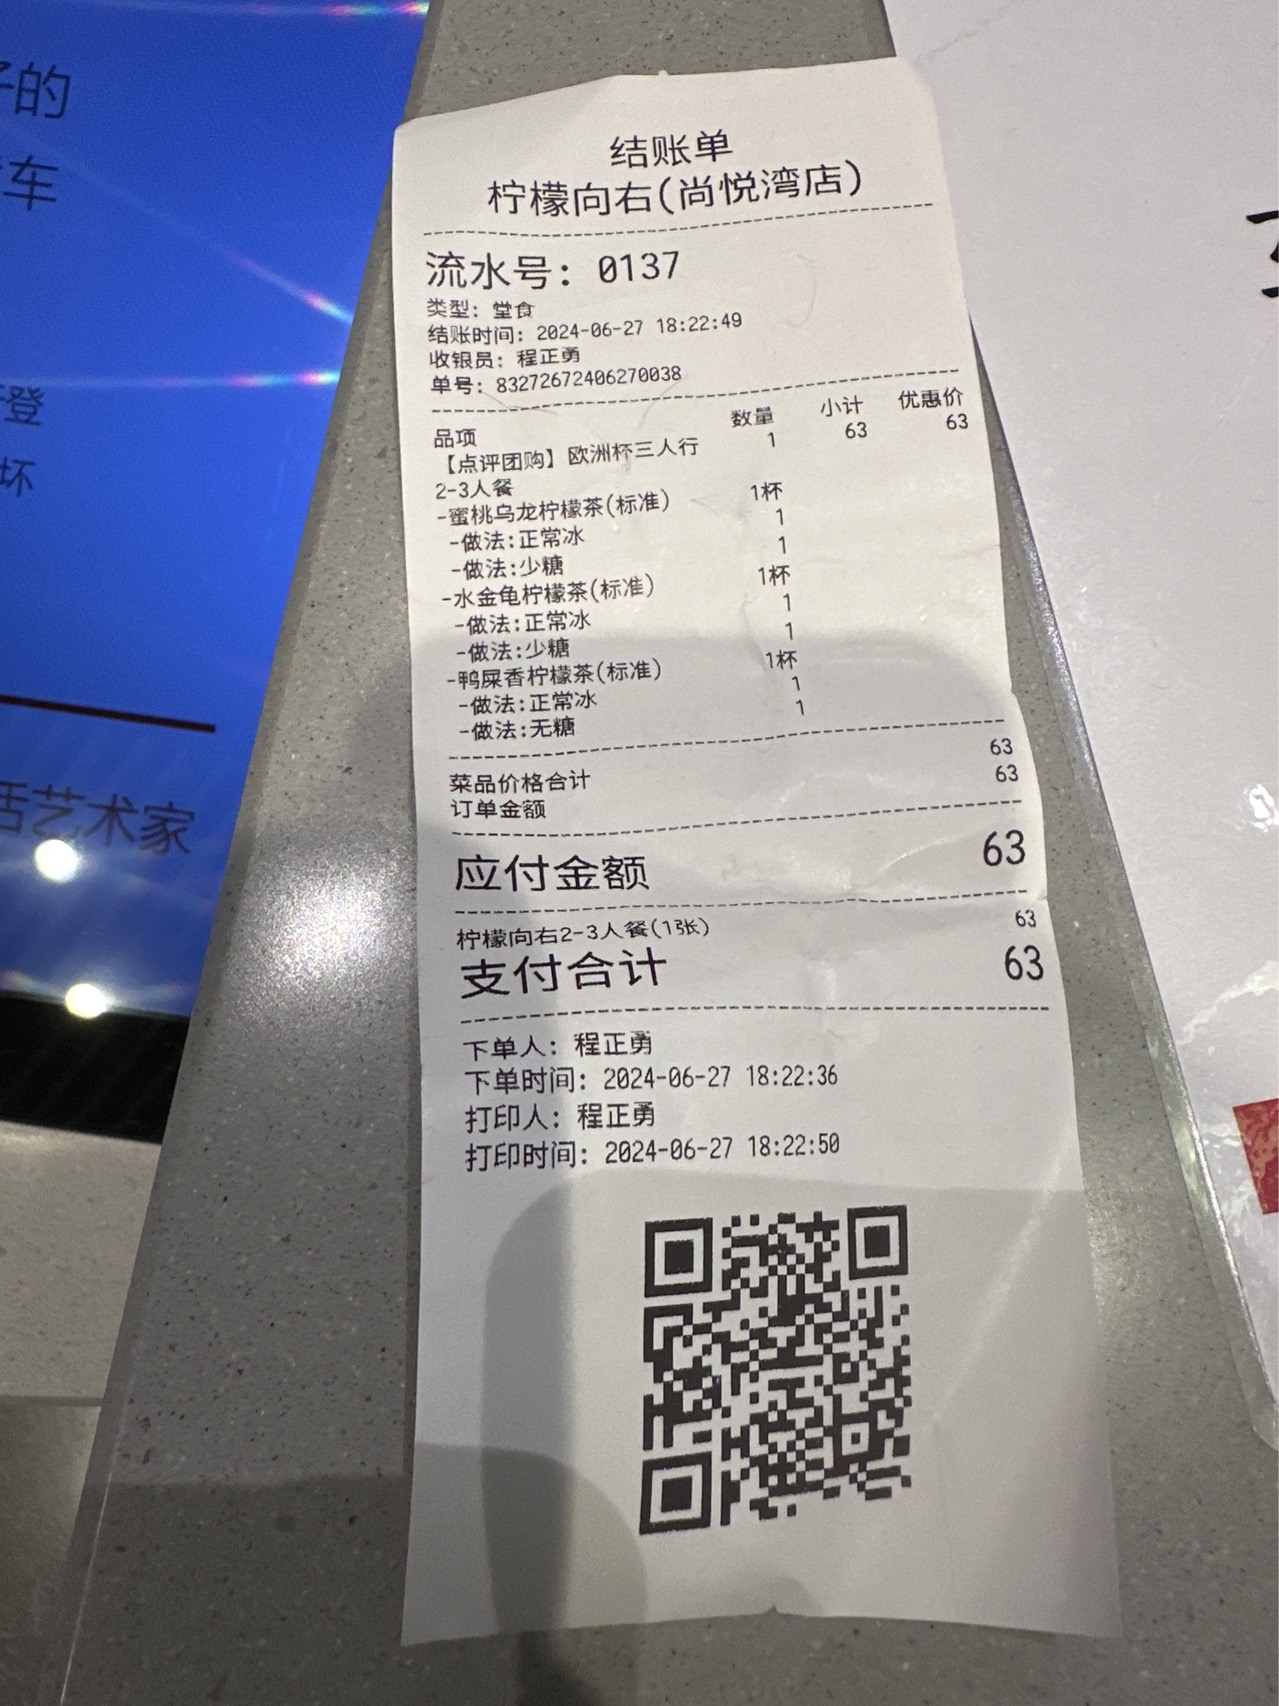 结账单
柠檬向右(尚悦湾店)
流水号: 0137
类型: 堂食
结账时间: 2024-06-27 18:22:49
收银员: 程正勇
单号: 83272672406270038
品项 数量 小计 优惠价
【点评团购】欧洲杯三人行 1 63 63
2-3人餐
-蜜桃乌龙柠檬茶(标准) 1杯
-做法:正常冰 1
-做法:少糖 1
-水金龟柠檬茶(标准) 1杯
-做法:正常冰 1
-做法:少糖 1
-鸭屎香柠檬茶(标准) 1杯
-做法:正常冰 1
-做法:无糖 1
菜品价格合计 63
订单金额 63
应付金额 63
柠檬向右2-3人餐(1张) 63
支付合计 63
下单人: 程正勇
下单时间: 2024-06-27 18:22:36
打印人: 程正勇
打印时间: 2024-06-27 18:22:50
的
车
登
坏
活艺术家